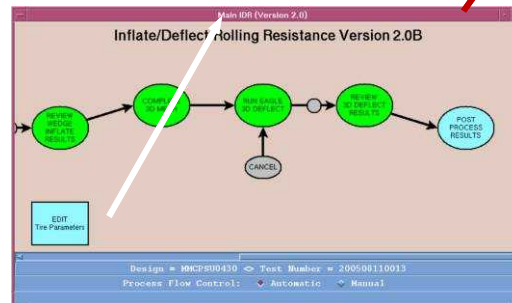 Main IDR (Version 2.0)
Inflate/Deflect Rolling Resistance Version 2.0B
REVIEW
WEDGE
INFLATE
RESULTS
3D
RUN EAGLE
3D DEFLECT
REVIEW
3D DEFLECT
RESULTS
POST
PROCESS
RESULTS
CANCEL
EDIT
Tire Parameters
Design = MMCPSU0430 <> Test Number = 200500110013
Process Flow Control: Automatic Manual